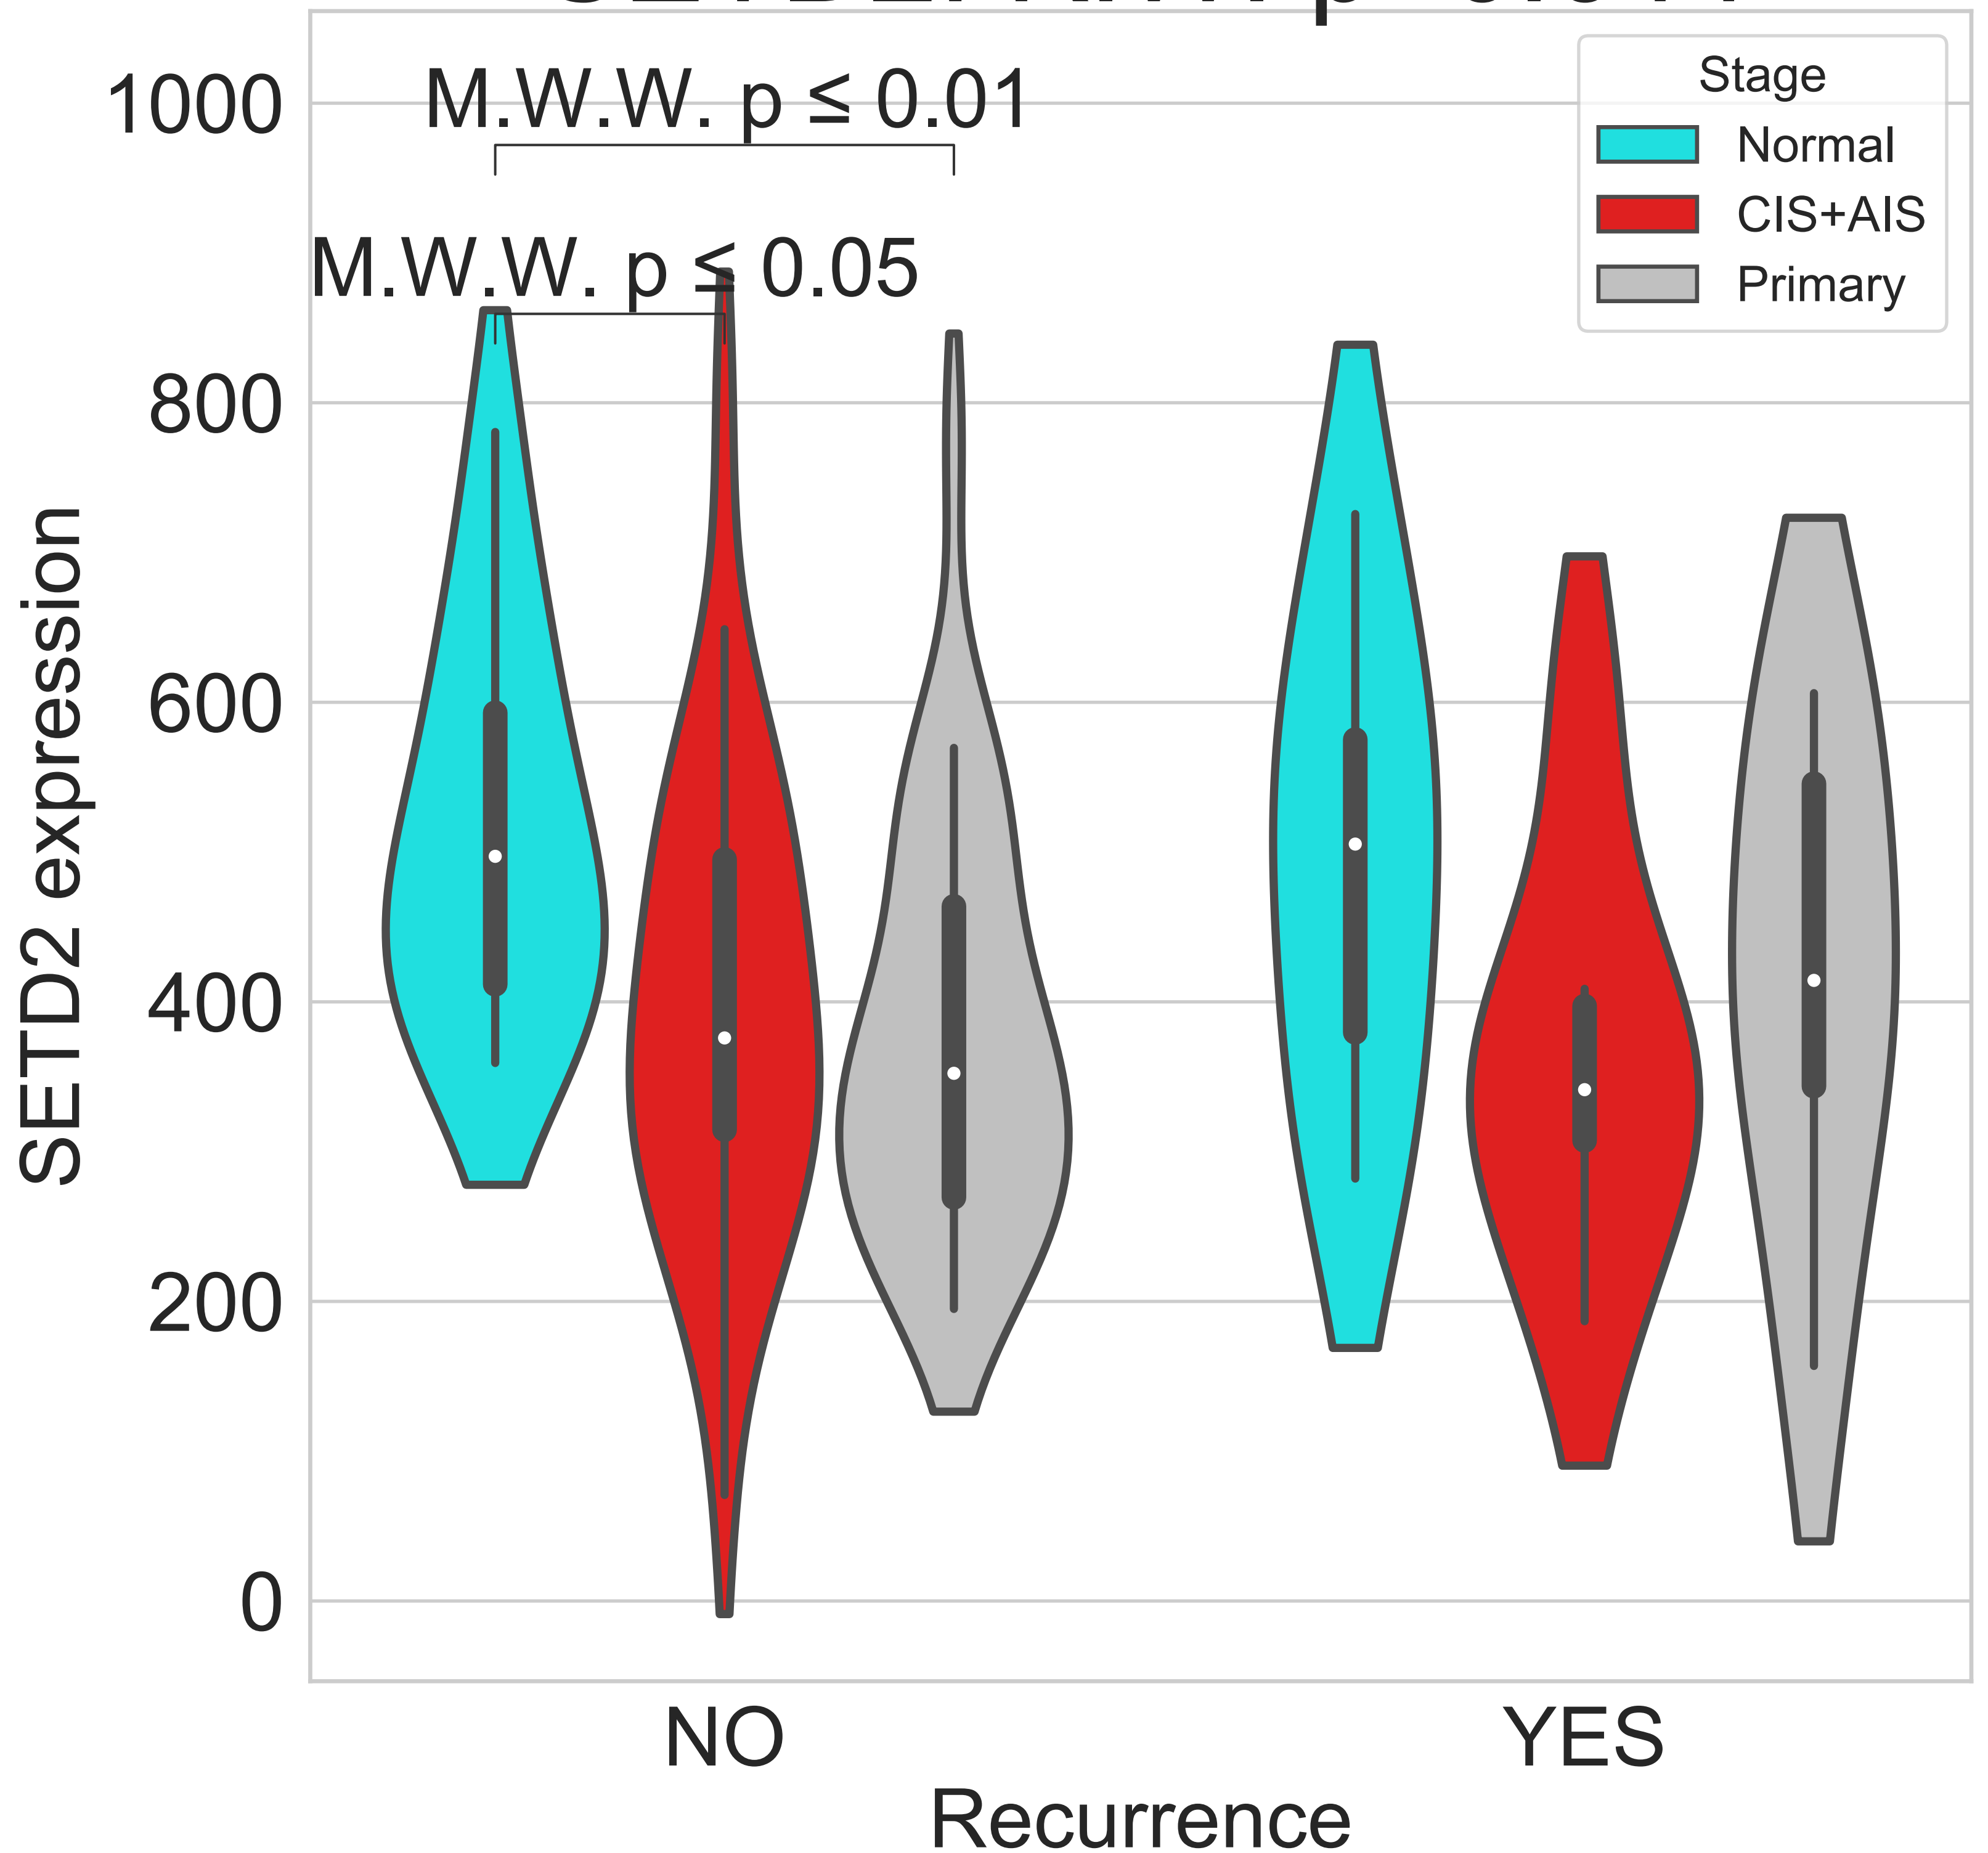 M.W.W. p ≤ 0.01
M.W.W. p ≤ 0.05
Stage
Normal
CIS+AIS
Primary
1000
800
600
400
200
0
SETD2 expression
NO
YES
Recurrence